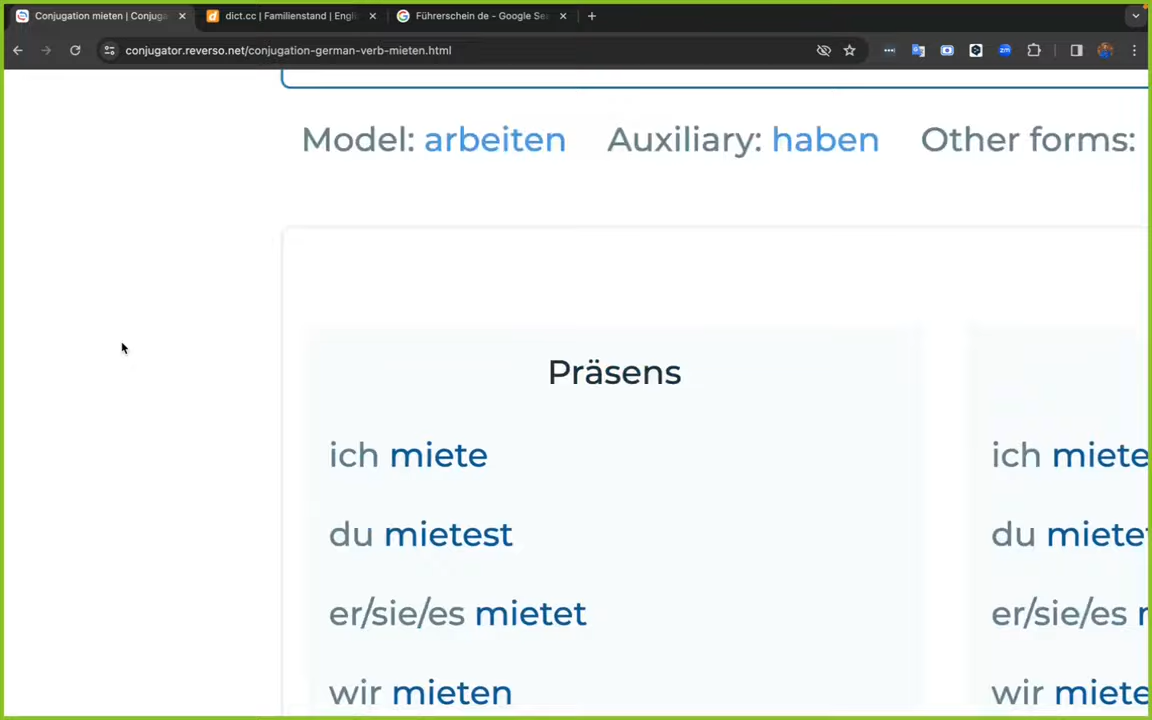 Conjugation mieten | Conjuga
dict.cc | Familienstand | Engli
Führerschein de - Google Se
conjugator.reverso.net/conjugation-german-verb-mieten.html
zm
Model: arbeiten Auxiliary: haben Other forms:
Präsens
ich miete
du mietest
er/sie/es mietet
wir mieten
ich miete
du miete
er/sie/es
wir miete